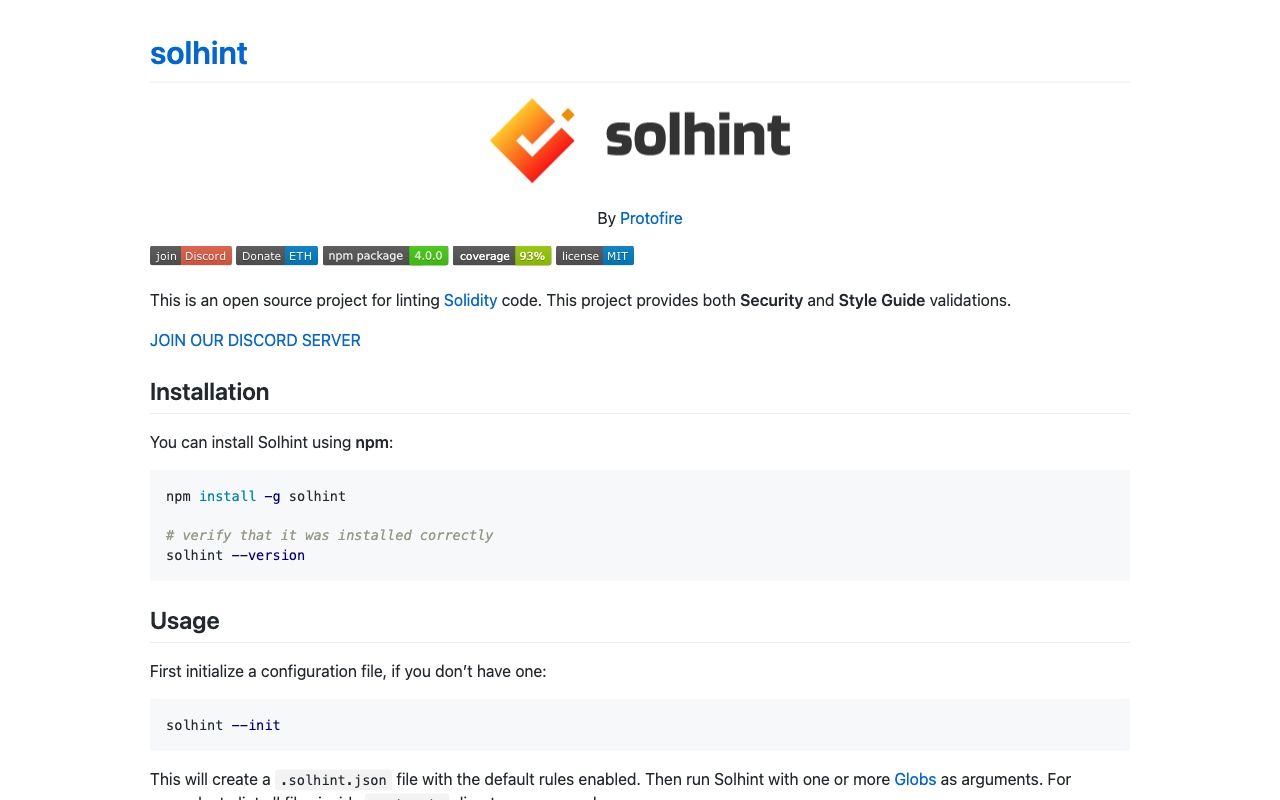 solhint
solhint
By Protofire
join Discord Donate ETH npm package 4.0.0 coverage 93% license MIT
This is an open source project for linting Solidity code. This project provides both Security and Style Guide validations.
JOIN OUR DISCORD SERVER
Installation
You can install Solhint using npm:
npm install -g solhint
# verify that it was installed correctly
solhint --version
Usage
First initialize a configuration file, if you don’t have one:
solhint --init
This will create a .solhint.json file with the default rules enabled. Then run Solhint with one or more Globs as arguments. For